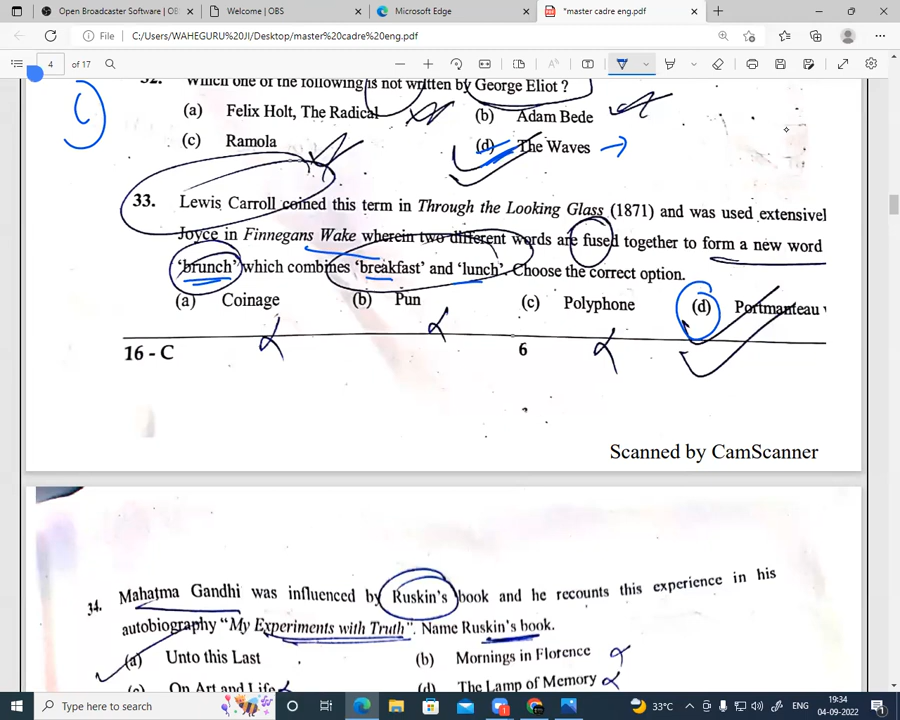 Open Broadcaster Software | OBS
Welcome | OBS
Microsoft Edge
*master cadre eng.pdf
File
C:/Users/WAHEGURU%20JI/Desktop/master%20cadre%20eng.pdf
4
of 17
32. Which one of the following is not written by George Eliot ?
(a) Felix Holt, The Radical
(b) Adam Bede
(c) Ramola
(d) The Waves
33. Lewis Carroll coined this term in Through the Looking Glass (1871) and was used extensivel
Joyce in Finnegans Wake wherein two different words are fused together to form a new word
'brunch' which combines 'breakfast' and 'lunch'. Choose the correct option.
(a) Coinage
(b) Pun
(c) Polyphone
(d) Portmanteau
16 - C
6
Scanned by CamScanner
34. Mahatma Gandhi was influenced by Ruskin's book and he recounts this experience in his
autobiography "My Experiments with Truth". Name Ruskin's book.
(a) Unto this Last
(b) Mornings in Florence
(c) On Art and Life
(d) The Lamp of Memory
Type here to search
33°C
ENG
19:34
04-09-2022
1